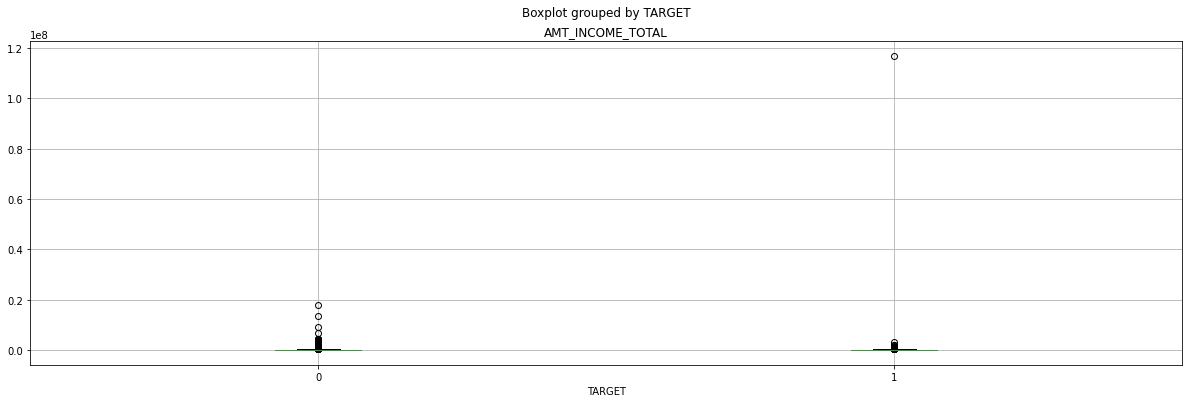 Boxplot grouped by TARGET
AMT_INCOME_TOTAL
1e8
1.2
1.0
0.8
0.6
0.4
0.2
0.0
0 1
TARGET